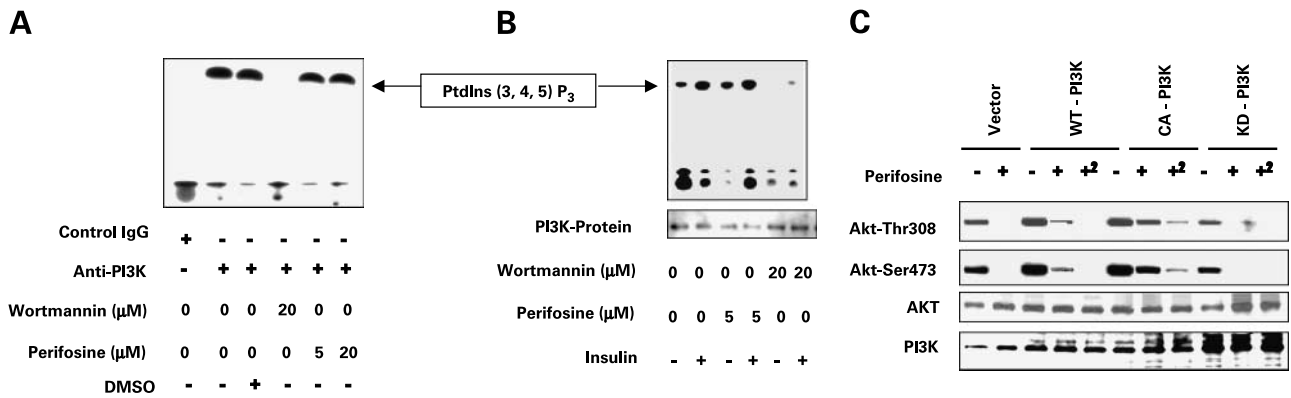 A
B
C
PtdIns (3, 4, 5) P3
Control IgG + - - - - -
Anti-PI3K - + + + + +
Wortmannin (µM) 0 0 0 20 0 0
Perifosine (µM) 0 0 0 0 5 20
DMSO - - + - - -
PI3K-Protein
Wortmannin (µM) 0 0 0 0 20 20
Perifosine (µM) 0 0 5 5 0 0
Insulin - + - + - +
Vector WT - PI3K CA - PI3K KD - PI3K
Perifosine - + - + +2 - + +2 - + +2
Akt-Thr308
Akt-Ser473
AKT
PI3K